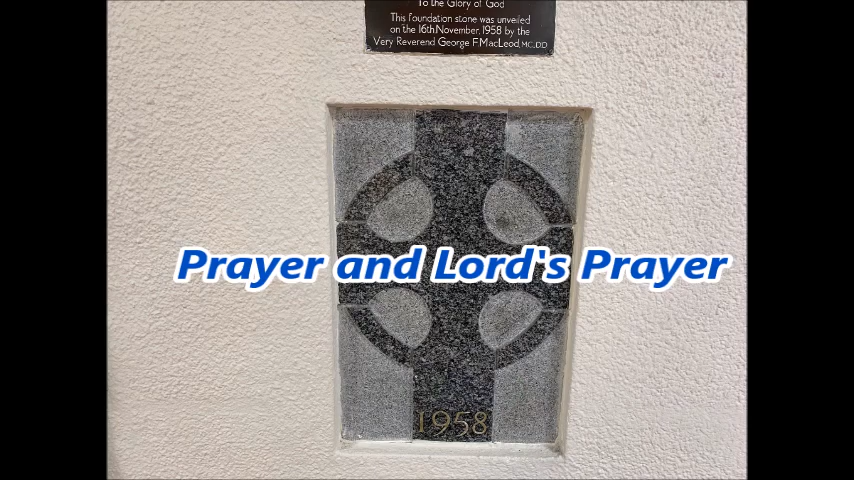 To the Glory of God
This foundation stone was unveiled
on the 16th November, 1958 by the
Very Reverend George F. MacLeod, MC. DD
Prayer and Lord's Prayer
1958